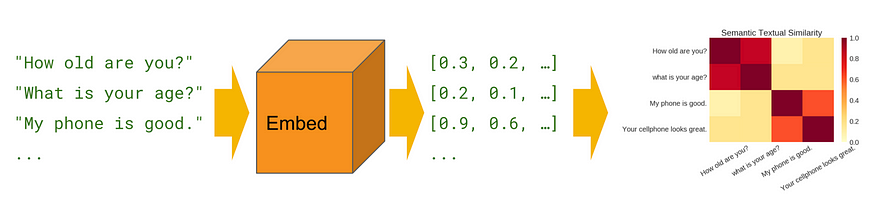 "How old are you?"
"What is your age?"
"My phone is good."
...
Embed
[0.3, 0.2, …]
[0.2, 0.1, …]
[0.9, 0.6, …]
...
Semantic Textual Similarity
How old are you?
what is your age?
My phone is good.
Your cellphone looks great.
How old are you?
what is your age?
My phone is good.
Your cellphone looks great.
1.0
0.8
0.6
0.4
0.2
0.0